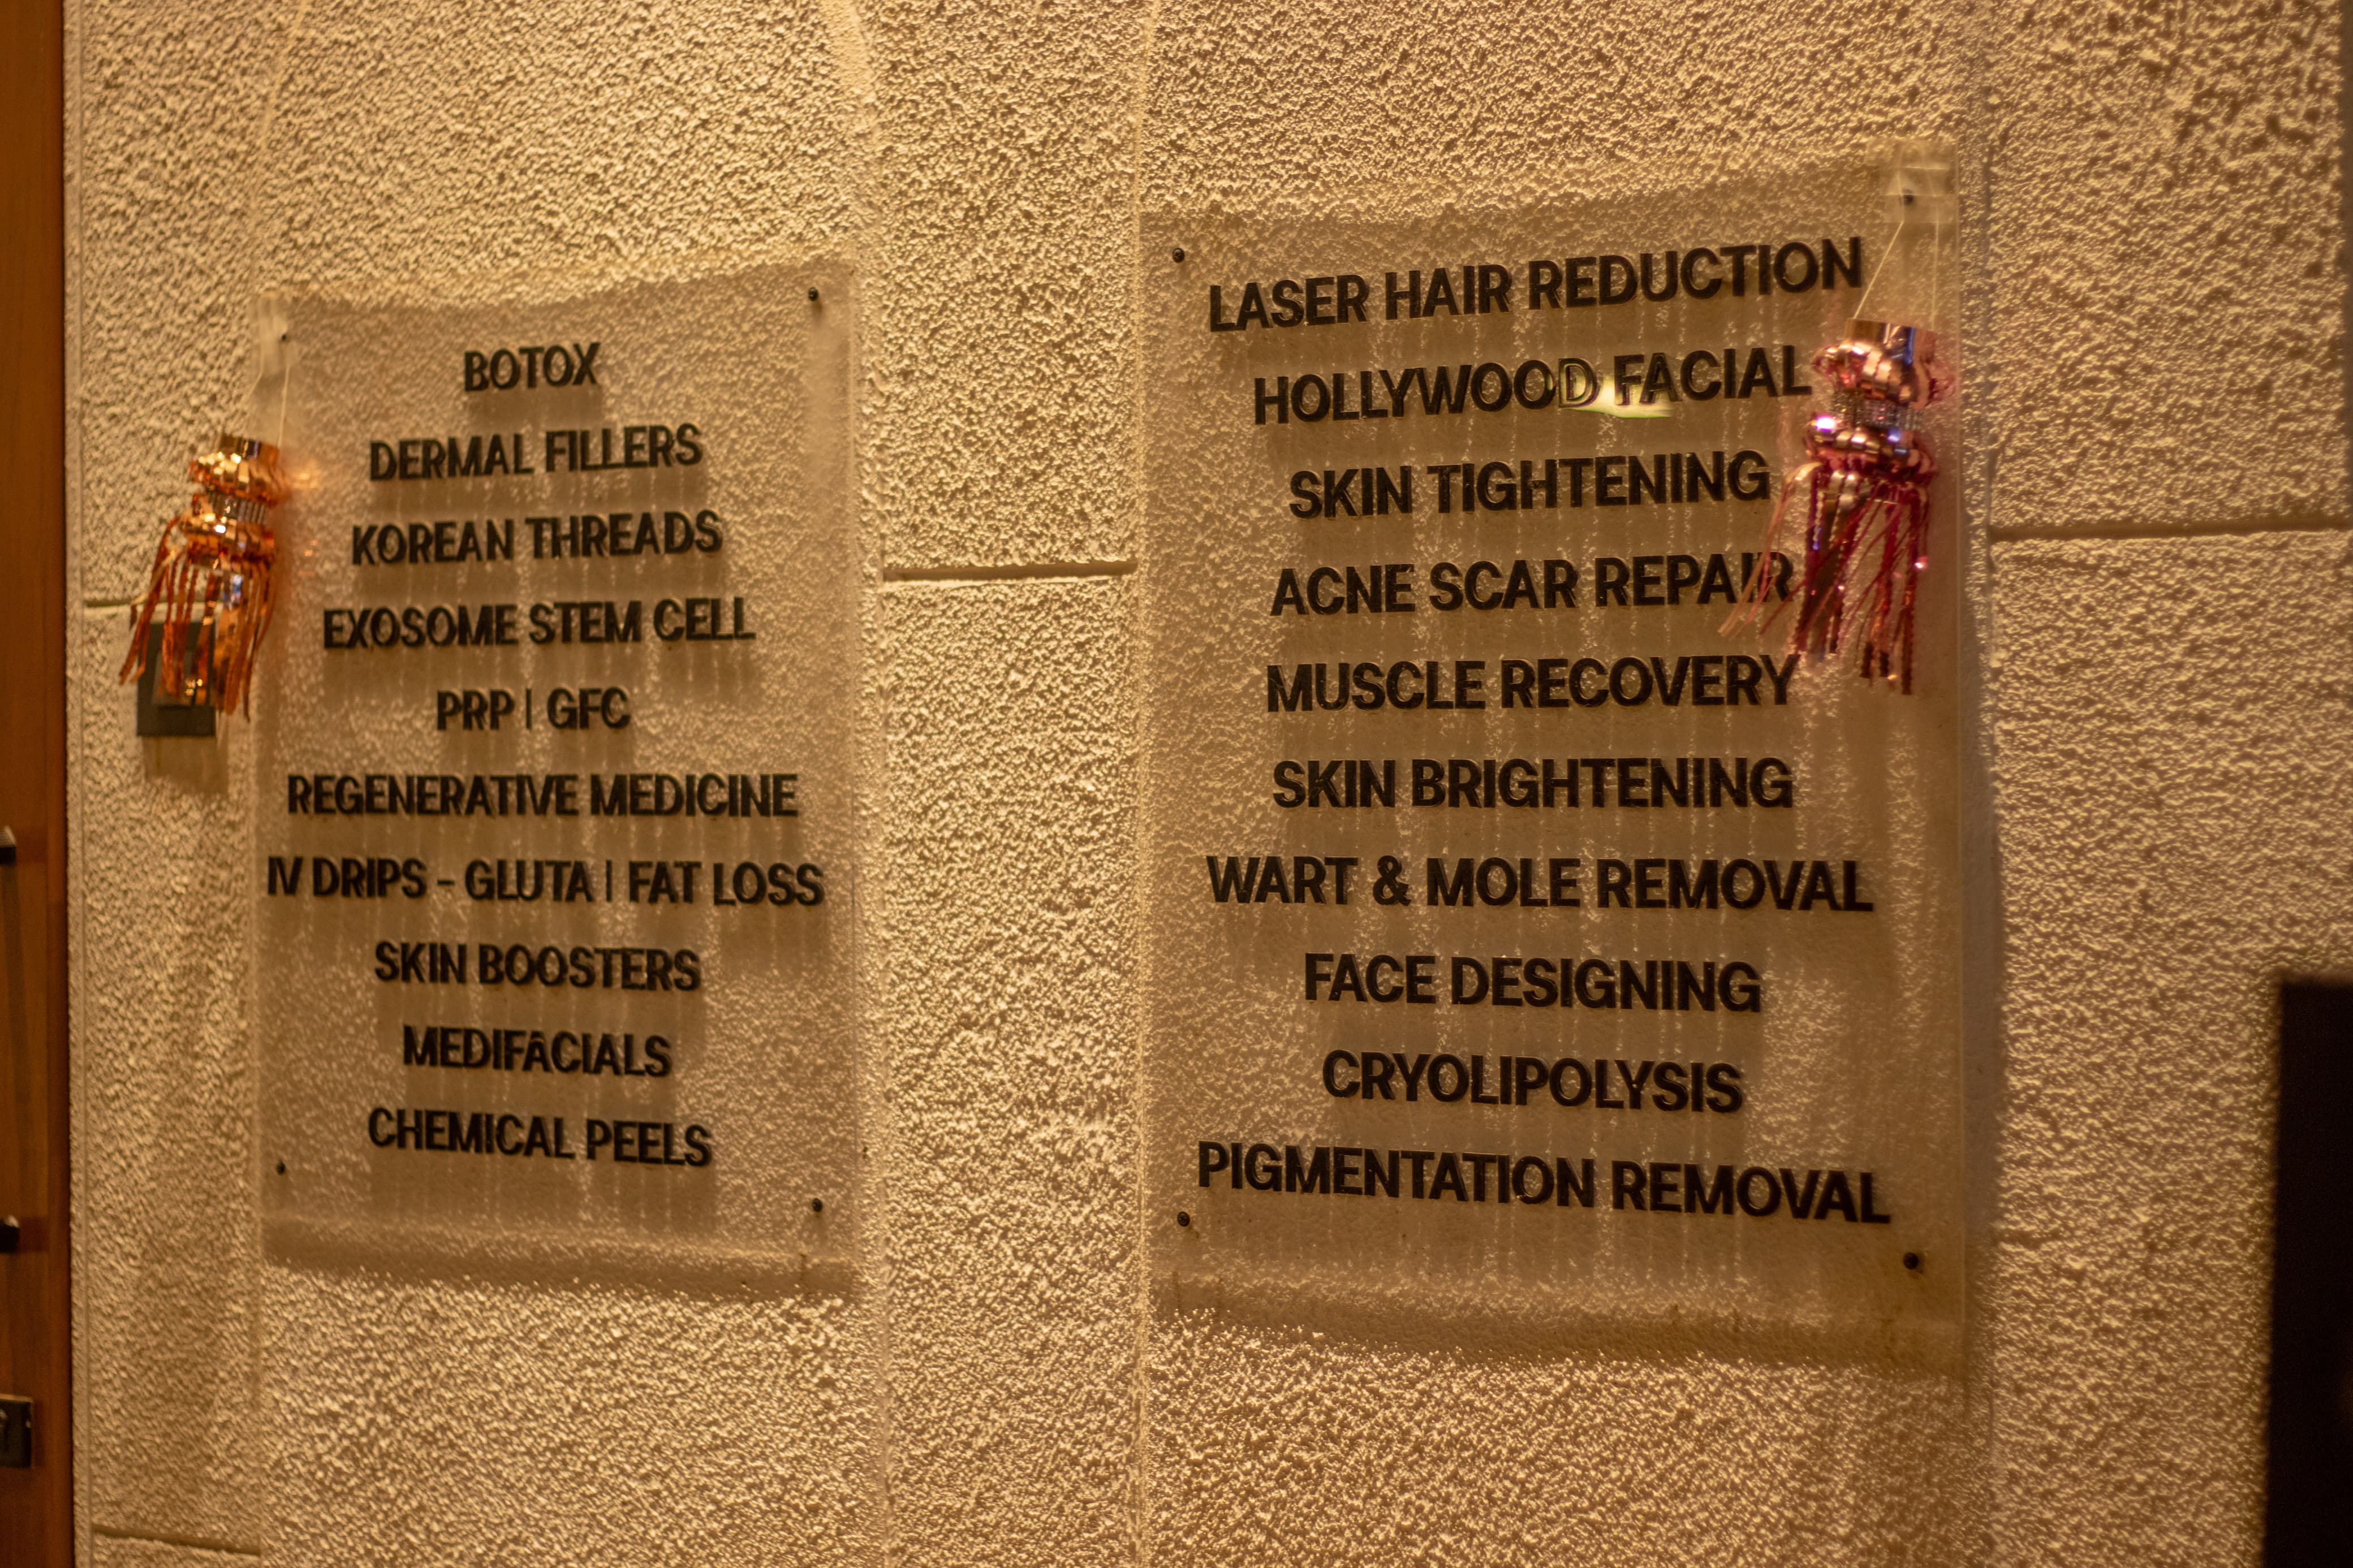 BOTOX
DERMAL FILLERS
KOREAN THREADS
EXOSOME STEM CELL
PRP | GFC
REGENERATIVE MEDICINE
IV DRIPS - GLUTA | FAT LOSS
SKIN BOOSTERS
MEDIFACIALS
CHEMICAL PEELS
LASER HAIR REDUCTION
HOLLYWOOD FACIAL
SKIN TIGHTENING
ACNE SCAR REPAIR
MUSCLE RECOVERY
SKIN BRIGHTENING
WART & MOLE REMOVAL
FACE DESIGNING
CRYOLIPOLYSIS
PIGMENTATION REMOVAL